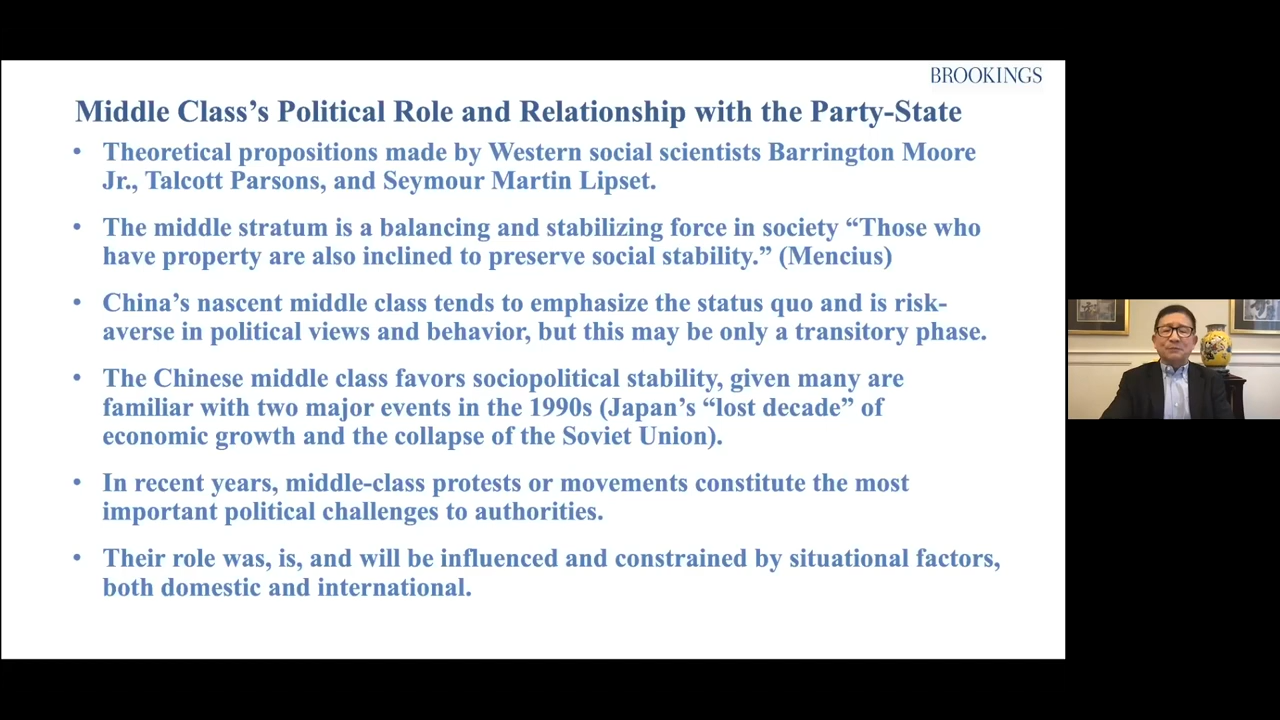 BROOKINGS
Middle Class’s Political Role and Relationship with the Party-State
• Theoretical propositions made by Western social scientists Barrington Moore
Jr., Talcott Parsons, and Seymour Martin Lipset.
• The middle stratum is a balancing and stabilizing force in society “Those who
have property are also inclined to preserve social stability.” (Mencius)
• China’s nascent middle class tends to emphasize the status quo and is risk-
averse in political views and behavior, but this may be only a transitory phase.
• The Chinese middle class favors sociopolitical stability, given many are
familiar with two major events in the 1990s (Japan’s “lost decade” of
economic growth and the collapse of the Soviet Union).
• In recent years, middle-class protests or movements constitute the most
important political challenges to authorities.
• Their role was, is, and will be influenced and constrained by situational factors,
both domestic and international.